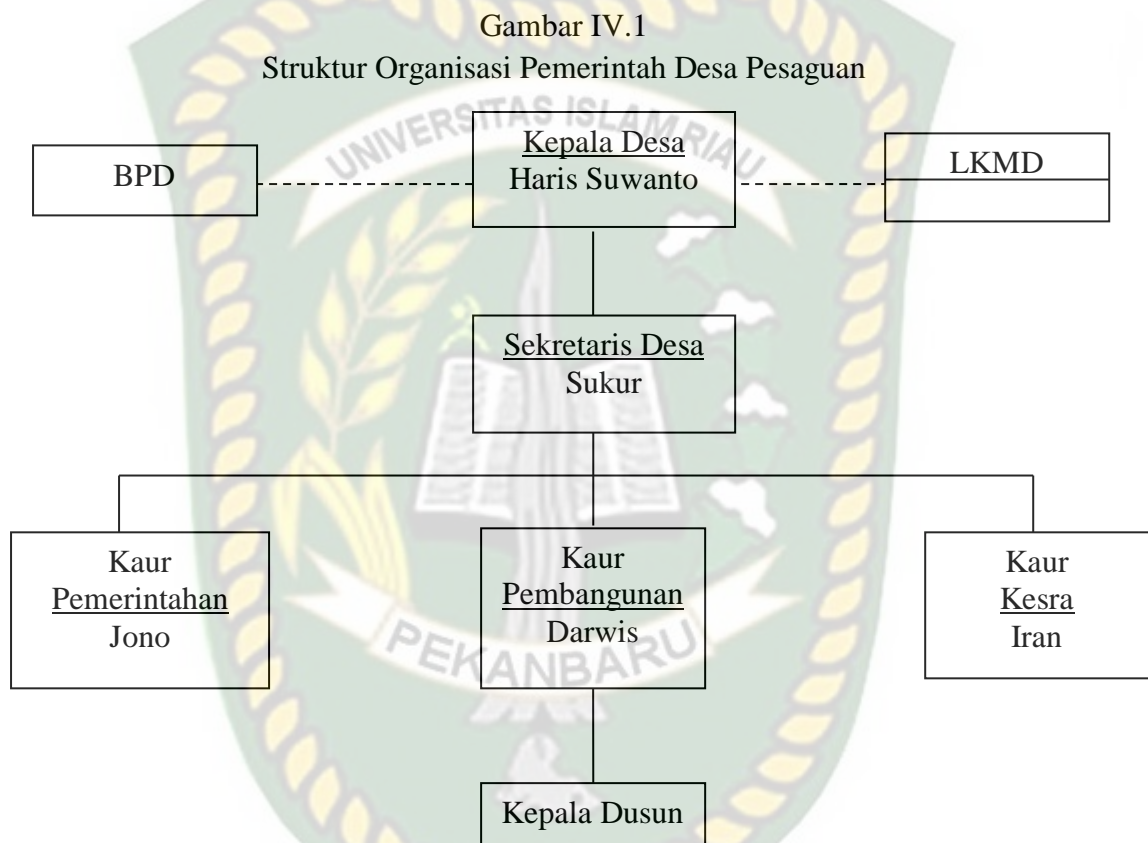 Gambar IV.1
Struktur Organisasi Pemerintah Desa Pesaguan
UNIVERSITAS ISLAM RIAU
BPD
Kepala Desa
Haris Suwanto
LKMD
Sekretaris Desa
Sukur
Kaur
Pemerintahan
Jono
Kaur
Pembangunan
Darwis
Kaur
Kesra
Iran
PEKANBARU
Kepala Dusun